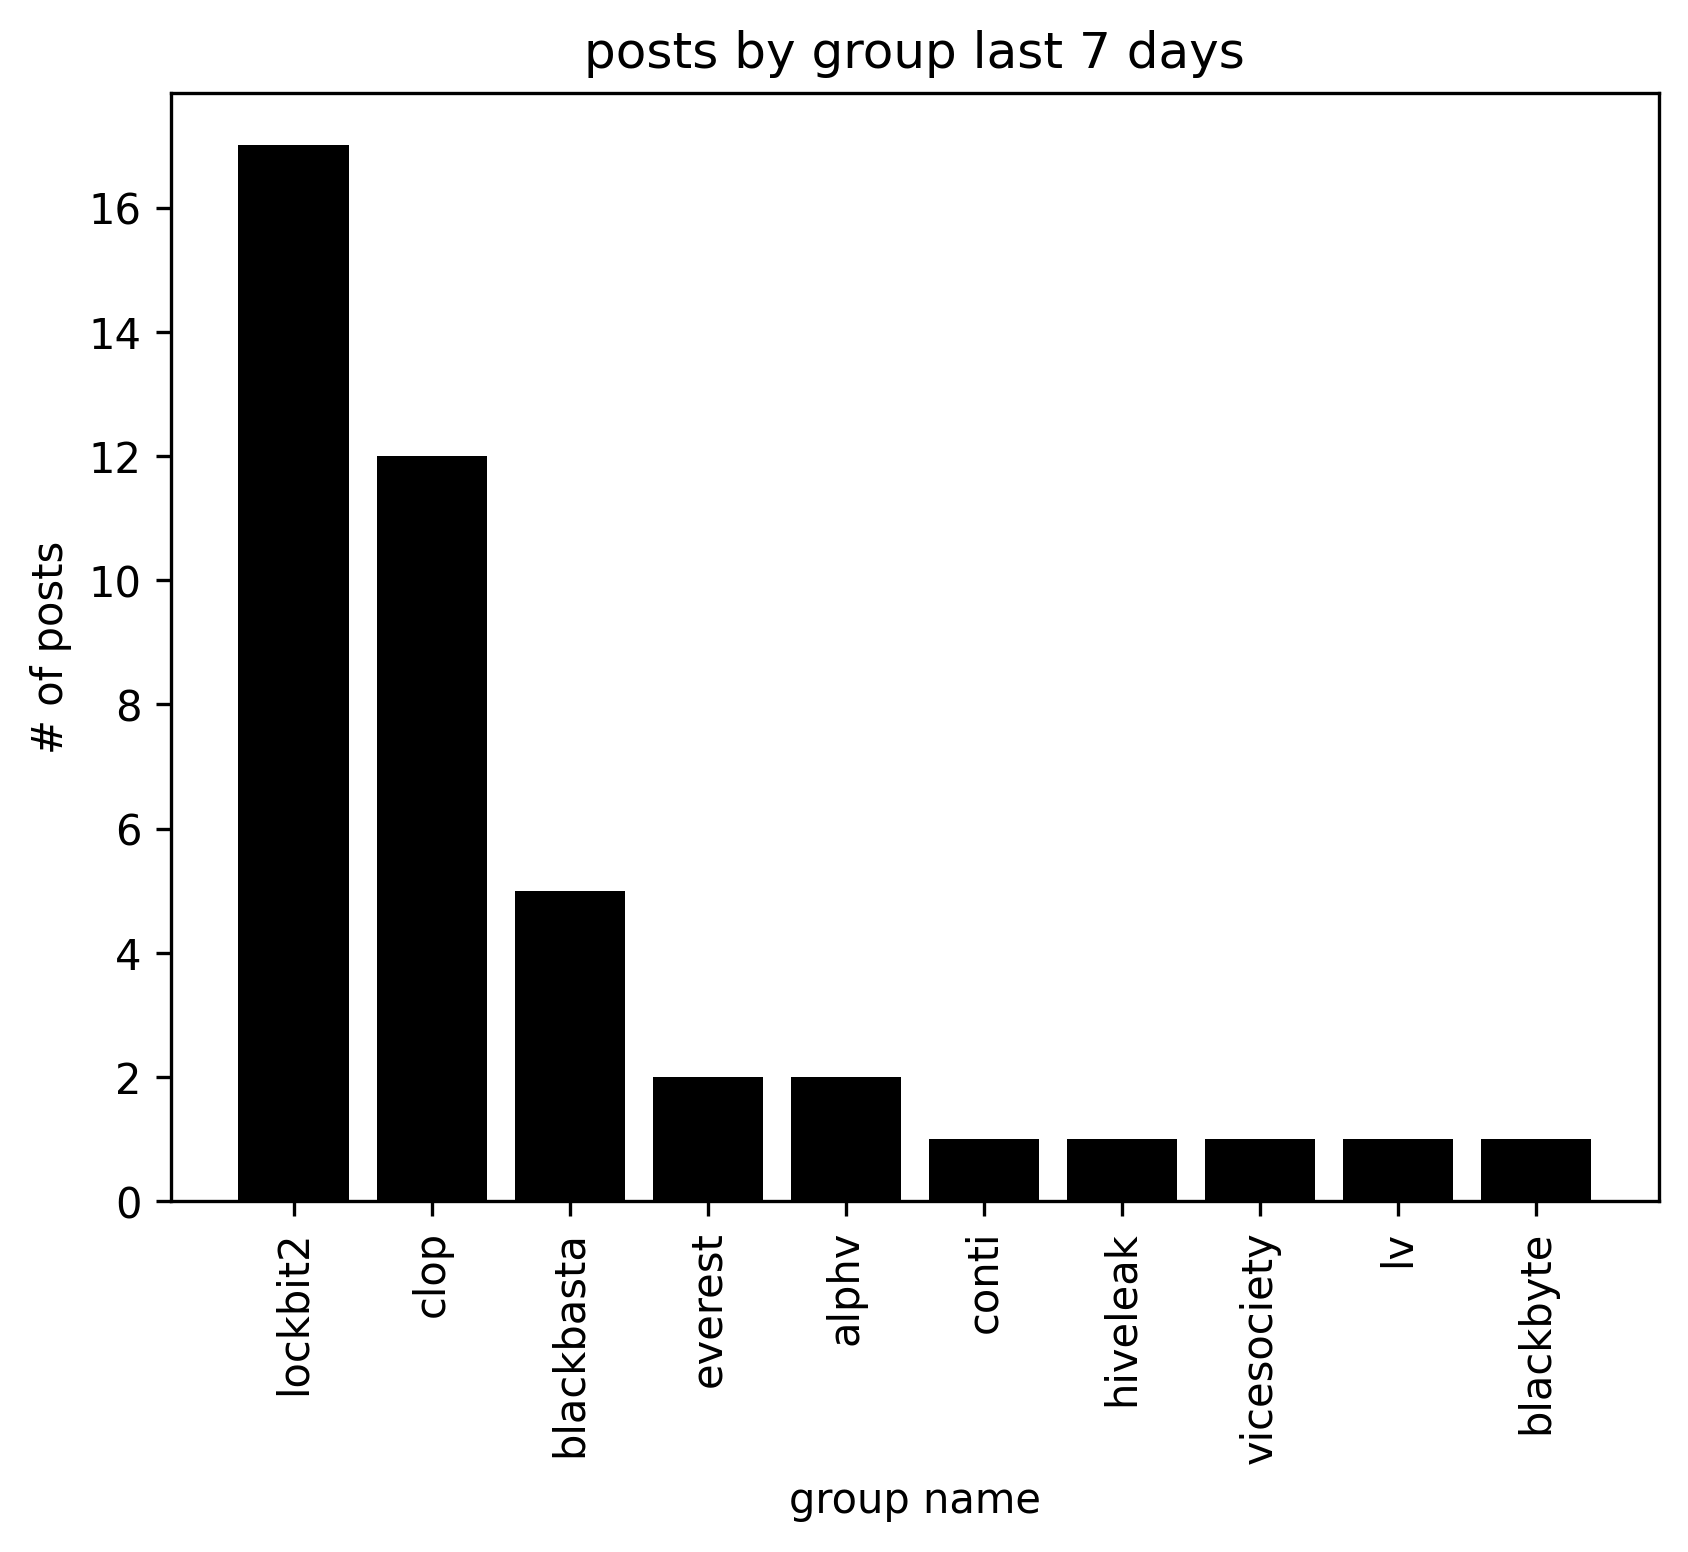 posts by group last 7 days
# of posts
16
14
12
10
8
6
4
2
0
lockbit2
clop
blackbasta
everest
alphv
conti
hiveleak
vicesociety
lv
blackbyte
group name